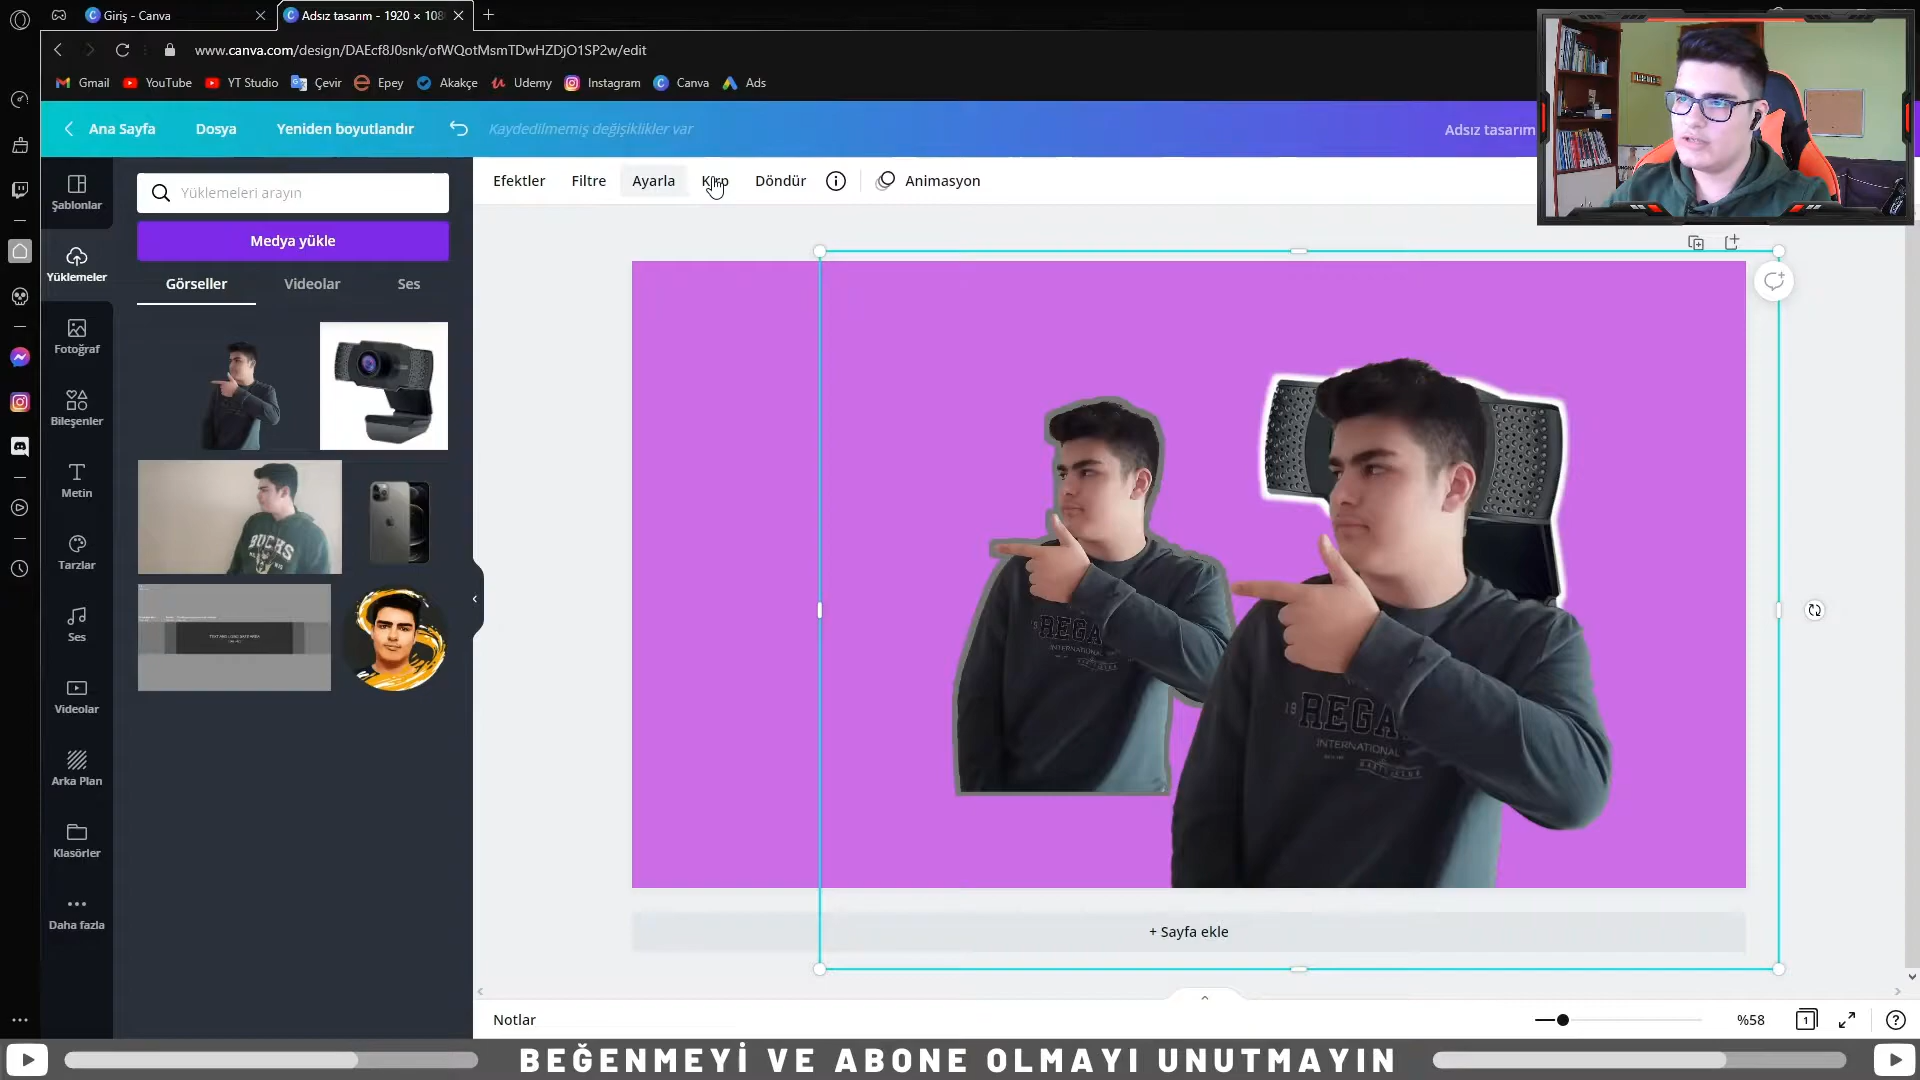 Giriş - Canva
Adsız tasarım - 1920 × 108
www.canva.com/design/DAEcf8J0snk/ofWQotMsmTDwHZDjO1SP2w/edit
Gmail YouTube YT Studio Çevir Epey Akakçe Udemy Instagram Canva Ads
Ana Sayfa Dosya Yeniden boyutlandır Kaydedilmemiş değişiklikler var Adsız tasarım
Efektler Filtre Ayarla Döndür Animasyon
Şablonlar
Yüklemeler
Fotoğraf
Bileşenler
Metin
Tarzlar
Ses
Videolar
Arka Plan
Klasörler
Daha fazla
Yüklemeleri arayın
Medya yükle
Görseller Videolar Ses
BUCKS
REGA
INTERNATIONAL
19 REGA
INTERNATIONAL
+ Sayfa ekle
Notlar
%58
1
BEĞENMEYİ VE ABONE OLMAYI UNUTMAYIN